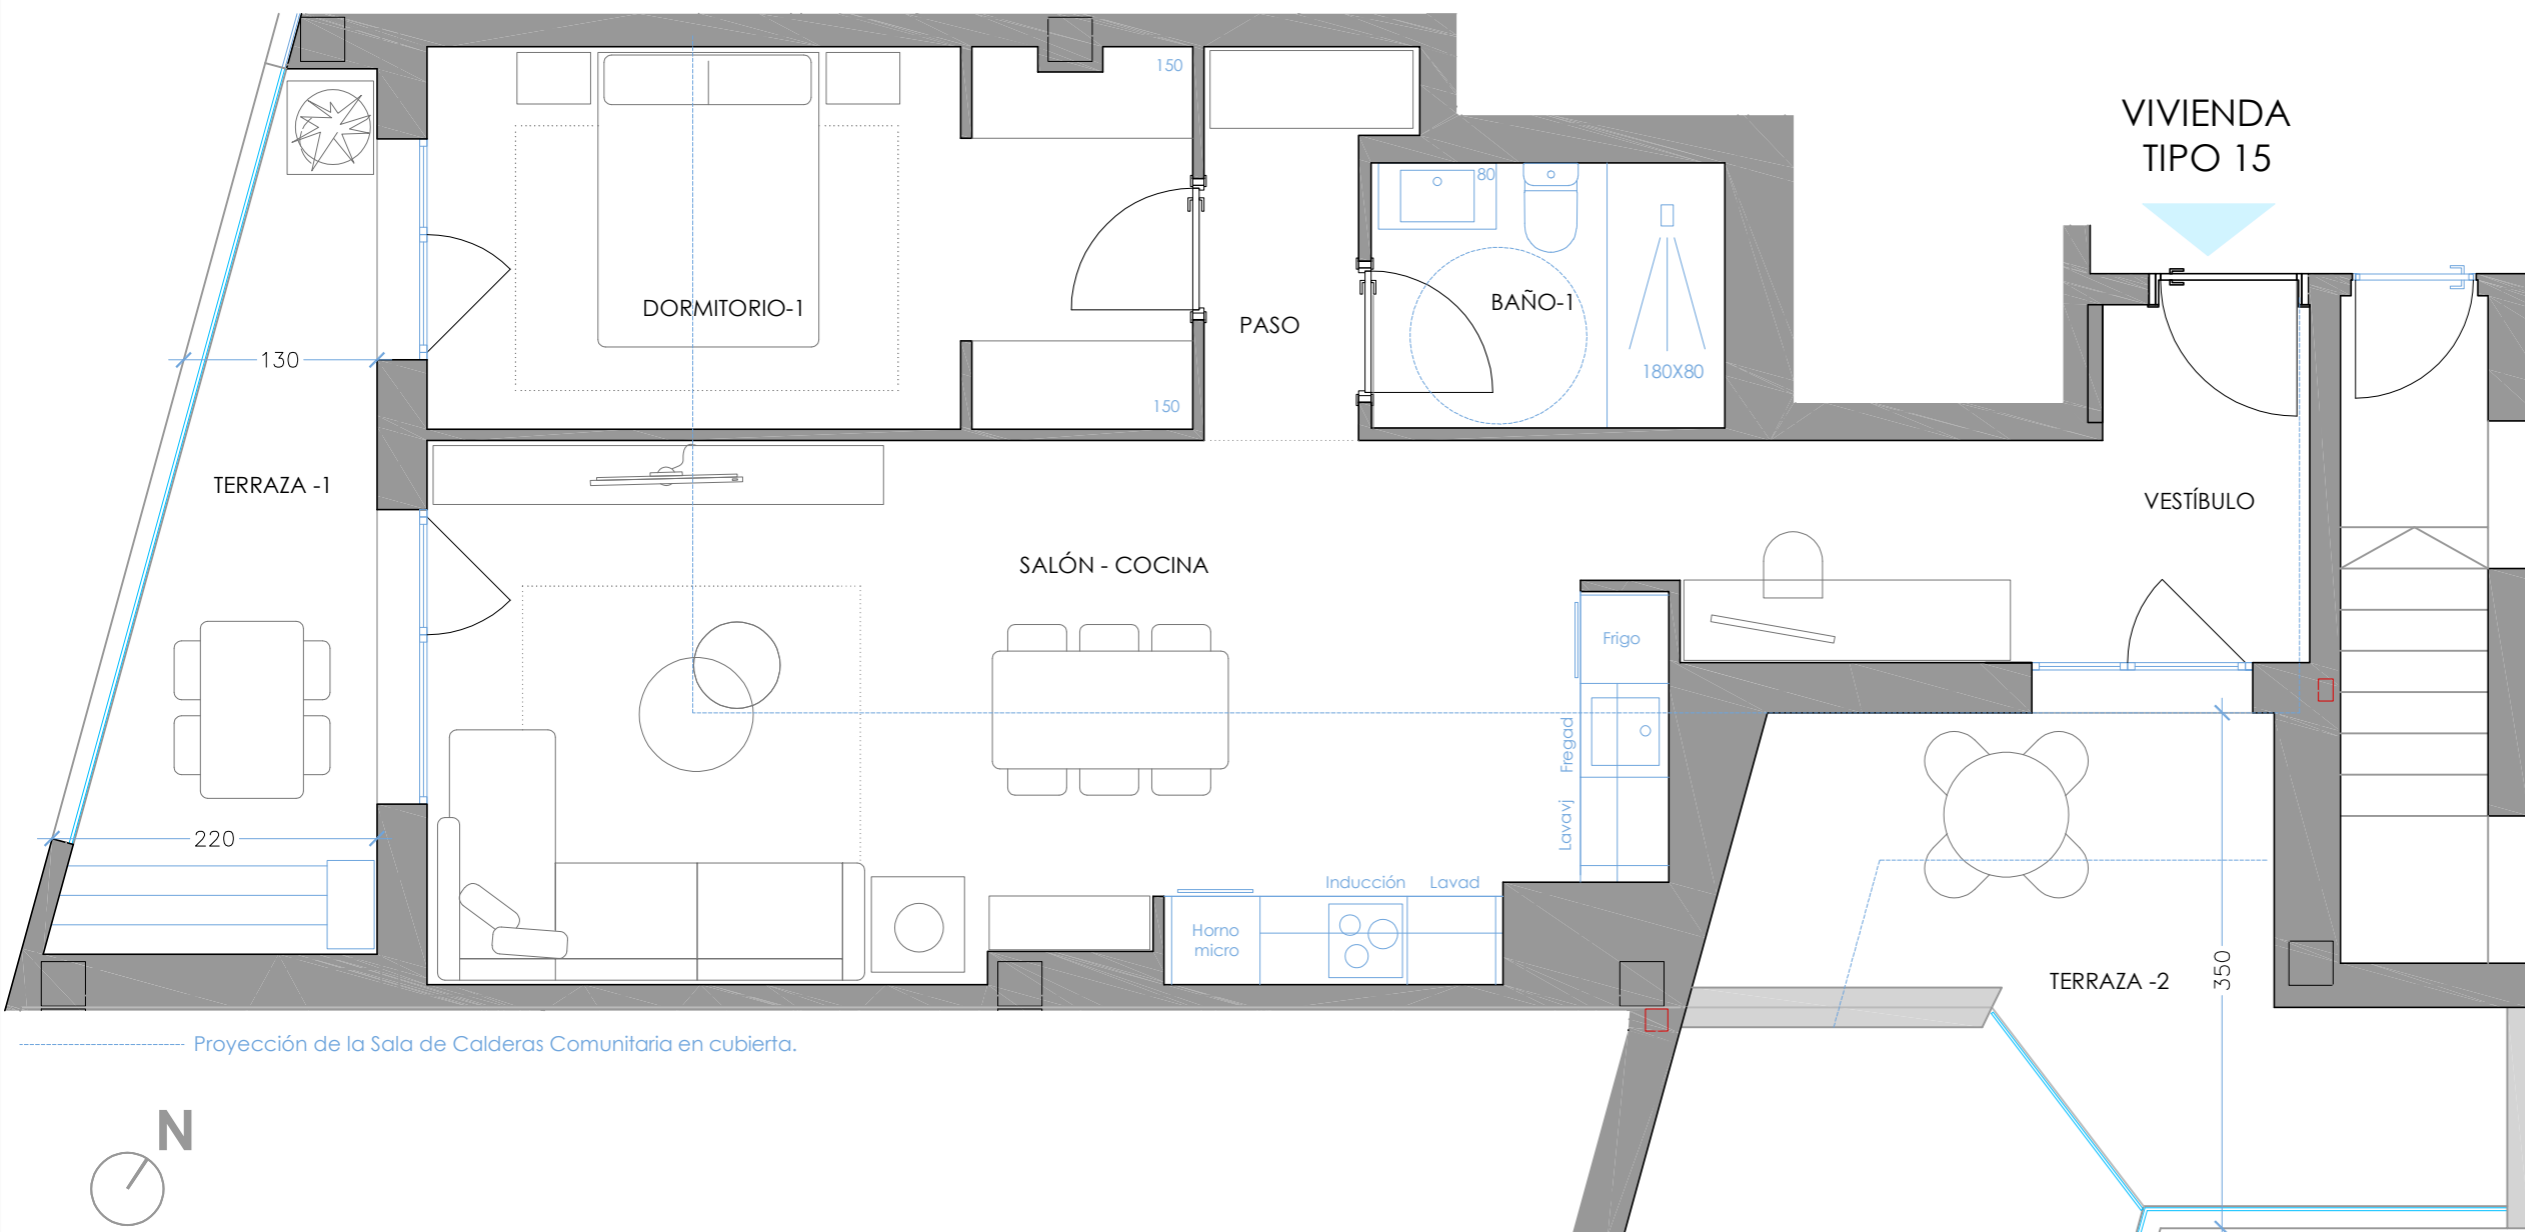 VIVIENDA
TIPO 15
150
80
DORMITORIO-1
BAÑO-1
PASO
130
180X80
150
TERRAZA -1
VESTÍBULO
SALÓN - COCINA
Frigo
Fregad
Lavavj
220
Inducción
Lavad
Horno
micro
TERRAZA -2
350
Proyección de la Sala de Calderas Comunitaria en cubierta.
N